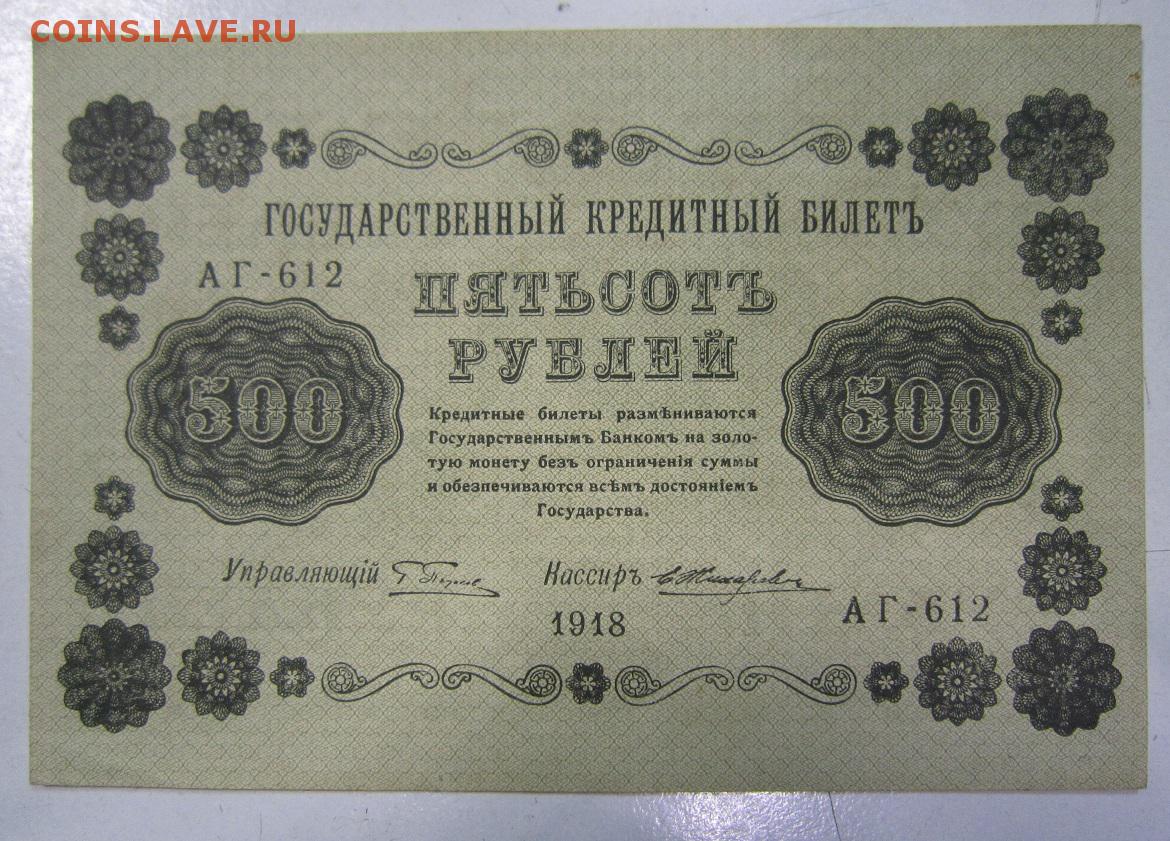 COINS.LAVE.RU
ГОСУДАРСТВЕННЫЙ КРЕДИТНЫЙ БИЛЕТЪ
АГ-612
ПЯТЬСОТЪ
РУБЛЕЙ
500
500
Кредитные билеты размѣниваются
Государственнымъ Банкомъ на золо-
тую монету безъ ограниченія суммы
и обезпечиваются всѣмъ достояніемъ
Государства.
Управляющій
Кассиръ
1918
АГ-612